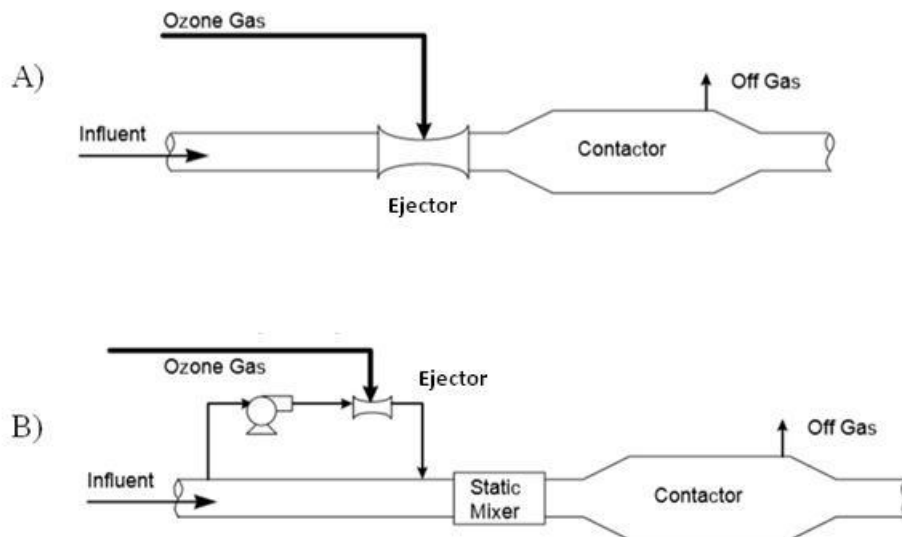 Ozone Gas
A)
Off Gas
Influent
Contactor
Ejector
Ozone Gas
Ejector
B)
Off Gas
Influent
Static
Mixer
Contactor